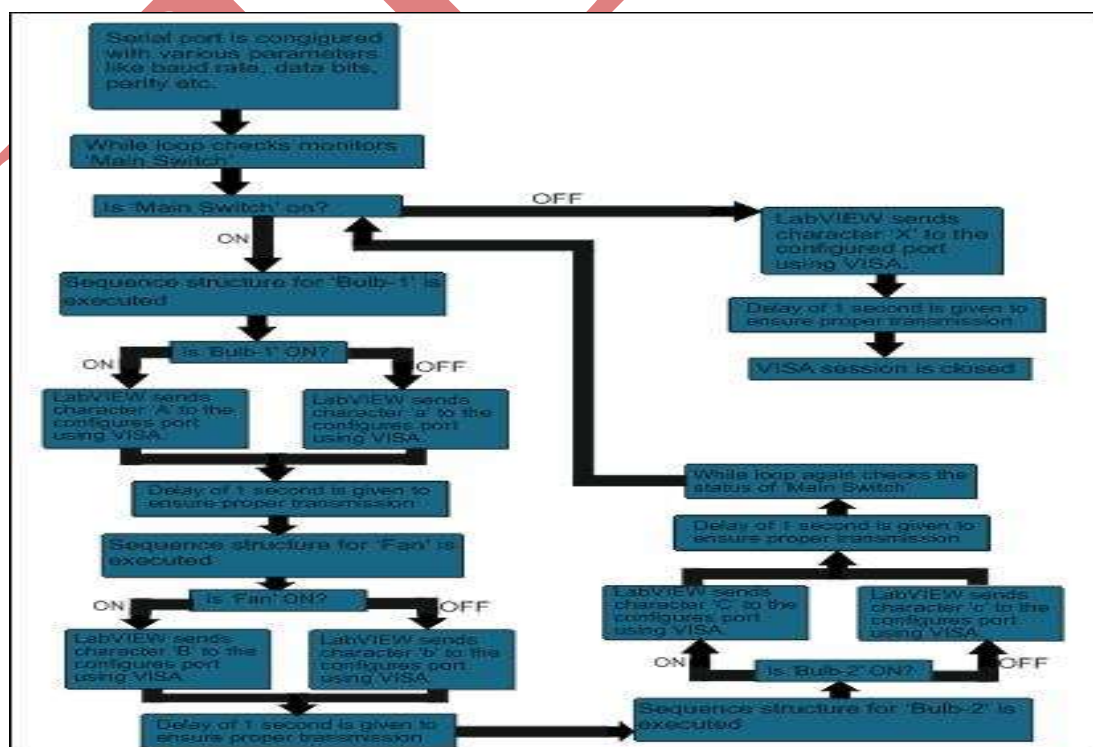 Serial port is congigured
with various parameters
like baud rate, data bits,
parity etc.
While loop checks monitors
'Main Switch'
Is 'Main Switch' on?
OFF
ON
LabVIEW sends
character 'X' to the
configured port
using VISA.
Delay of 1 second is given to
ensure proper transmission
VISA session is closed
Sequence structure for 'Bulb-1' is
executed
Is 'Bulb-1' ON?
ON
OFF
LabVIEW sends
character 'A' to the
configures port
using VISA.
LabVIEW sends
character 'a' to the
configures port
using VISA.
Delay of 1 second is given to
ensure proper transmission
Sequence structure for 'Fan' is
executed
Is 'Fan' ON?
ON
OFF
LabVIEW sends
character 'B' to the
configures port
using VISA.
LabVIEW sends
character 'b' to the
configures port
using VISA.
Delay of 1 second is given to
ensure proper transmission
Sequence structure for 'Bulb-2' is
executed
Is 'Bulb-2' ON?
ON
OFF
LabVIEW sends
character 'C' to the
configures port
using VISA.
LabVIEW sends
character 'c' to the
configures port
using VISA.
Delay of 1 second is given to
ensure proper transmission
While loop again checks the
status of 'Main Switch'